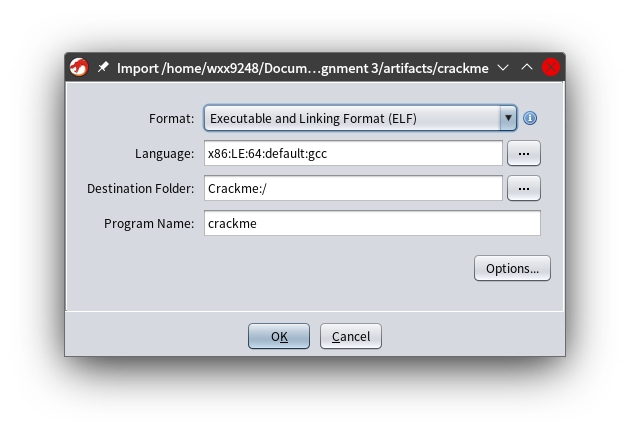 Import /home/wxx9248/Docum...gnment 3/artifacts/crackme
Format: Executable and Linking Format (ELF)
Language: x86:LE:64:default:gcc ...
Destination Folder: Crackme:/ ...
Program Name: crackme
Options...
OK Cancel